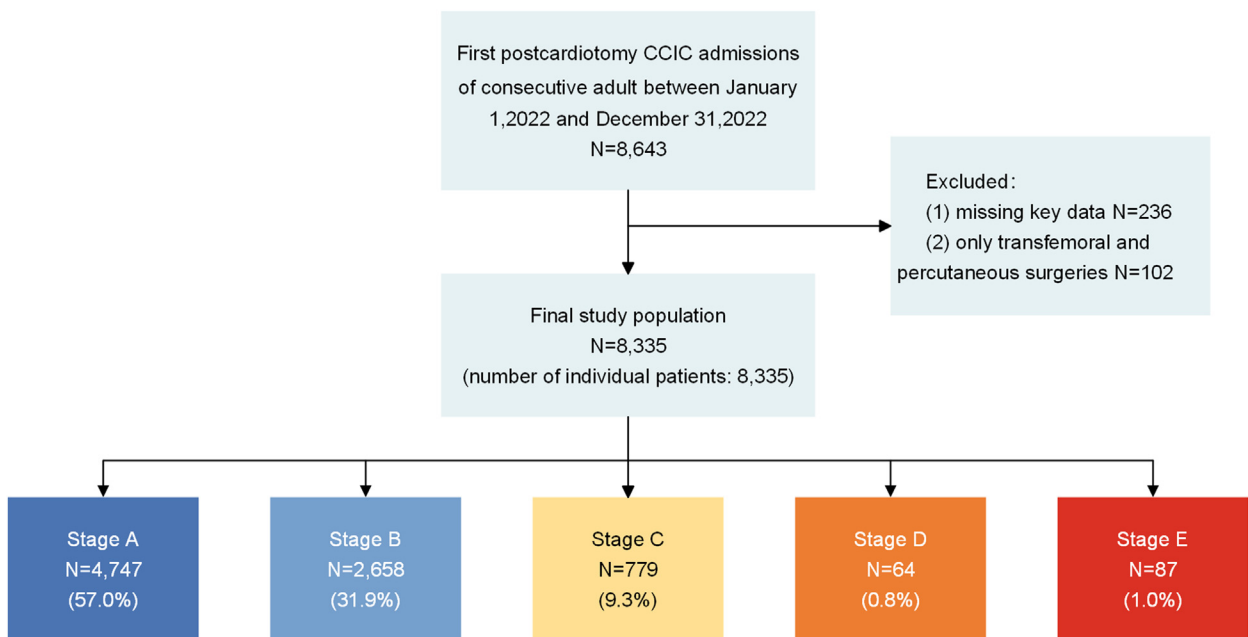 First postcardiotomy CCIC admissions
of consecutive adult between January
1,2022 and December 31,2022
N=8,643
Excluded:
(1) missing key data N=236
(2) only transfemoral and
percutaneous surgeries N=102
Final study population
N=8,335
(number of individual patients: 8,335)
Stage A
N=4,747
(57.0%)
Stage B
N=2,658
(31.9%)
Stage C
N=779
(9.3%)
Stage D
N=64
(0.8%)
Stage E
N=87
(1.0%)